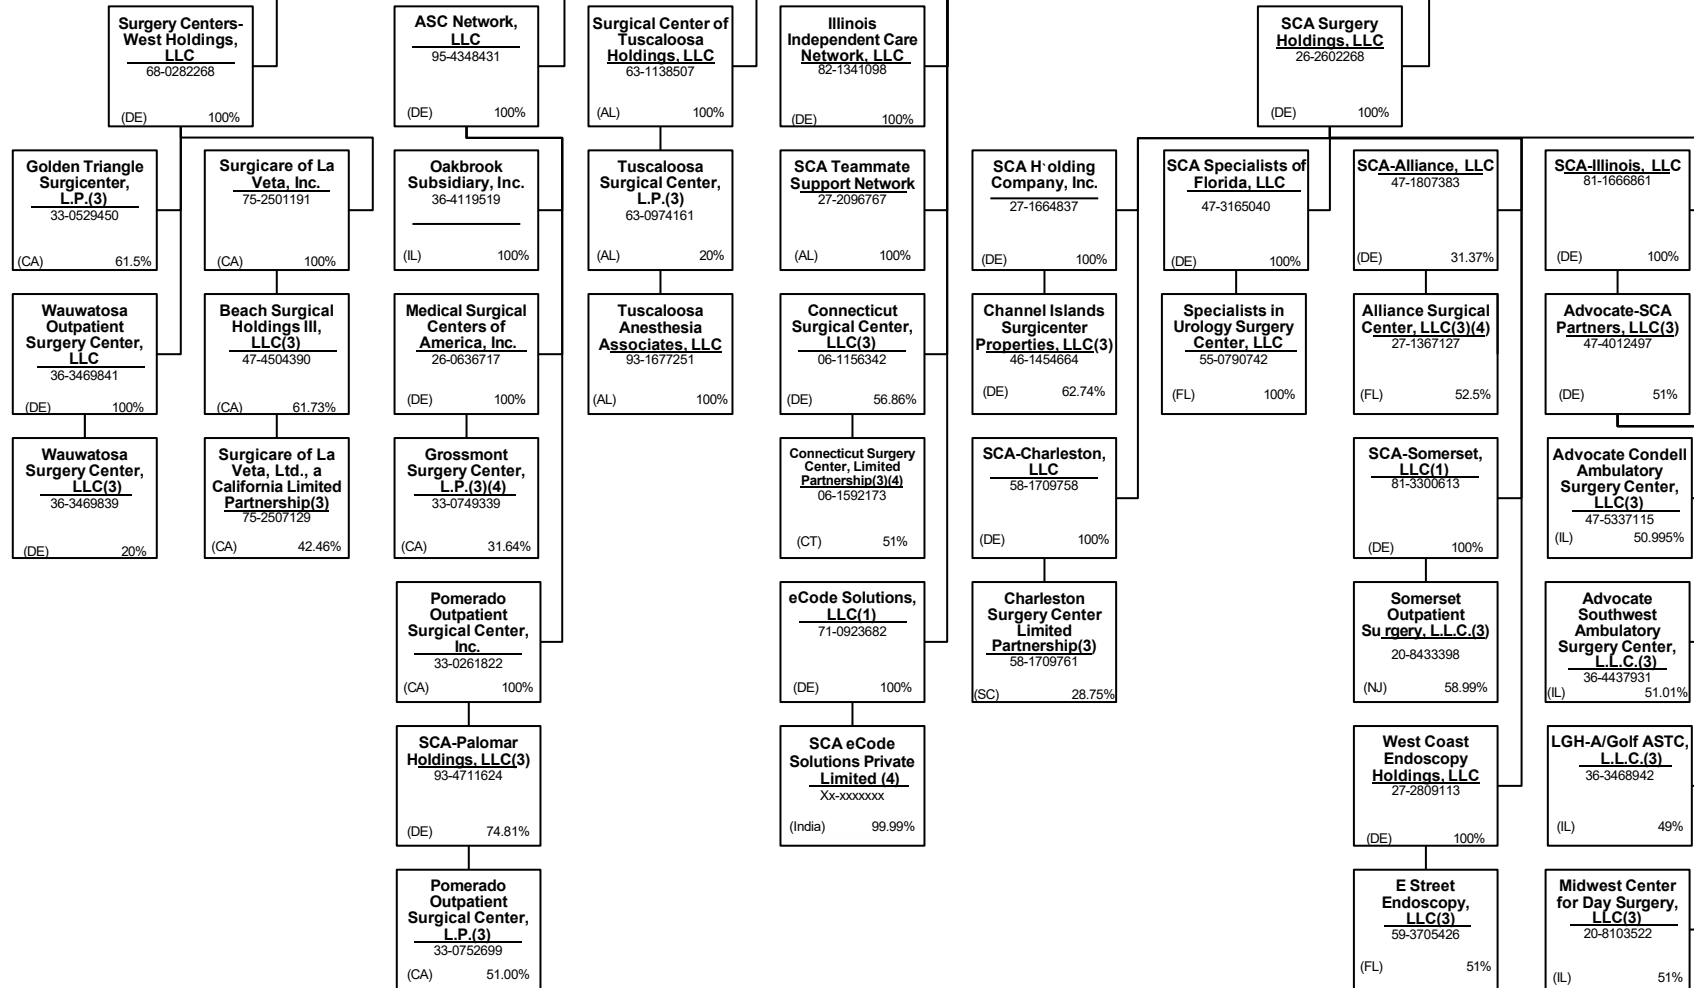 Surgery Centers-
West Holdings,
LLC
68-0282268
(DE) 100%
ASC Network,
LLC
95-4348431
(DE) 100%
Surgical Center of
Tuscaloosa
Holdings, LLC
63-1138507
(AL) 100%
Illinois
Independent Care
Network, LLC
82-1341098
(DE) 100%
SCA Surgery
Holdings, LLC
26-2602268
(DE) 100%
Golden Triangle
Surgicenter,
L.P.(3)
33-0529450
(CA) 61.5%
Surgicare of La
Veta, Inc.
75-2501191
(CA) 100%
Oakbrook
Subsidiary, Inc.
36-4119519
(IL) 100%
Tuscaloosa
Surgical Center,
L.P.(3)
63-0974161
(AL) 20%
SCA Teammate
Support Network
27-2096767
(AL) 100%
SCA H`olding
Company, Inc.
27-1664837
(DE) 100%
SCA Specialists of
Florida, LLC
47-3165040
(DE) 100%
SCA-Alliance, LLC
47-1807383
(DE) 31.37%
SCA-Illinois, LLC
81-1666861
(DE) 100%
Wauwatosa
Outpatient
Surgery Center,
LLC
36-3469841
(DE) 100%
Beach Surgical
Holdings III,
LLC(3)
47-4504390
(CA) 61.73%
Medical Surgical
Centers of
America, Inc.
26-0636717
(DE) 100%
Tuscaloosa
Anesthesia
Associates, LLC
93-1677251
(AL) 100%
Connecticut
Surgical Center,
LLC(3)
06-1156342
(DE) 56.86%
Channel Islands
Surgicenter
Properties, LLC(3)
46-1454664
(DE) 62.74%
Specialists in
Urology Surgery
Center, LLC
55-0790742
(FL) 100%
Alliance Surgical
Center, LLC(3)(4)
27-1367127
(FL) 52.5%
Advocate-SCA
Partners, LLC(3)
47-4012497
(DE) 51%
Wauwatosa
Surgery Center,
LLC(3)
36-3469839
(DE) 20%
Surgicare of La
Veta, Ltd., a
California Limited
Partnership(3)
75-2507129
(CA) 42.46%
Grossmont
Surgery Center,
L.P.(3)(4)
33-0749339
(CA) 31.64%
Connecticut Surgery
Center, Limited
Partnership(3)(4)
06-1592173
(CT) 51%
SCA-Charleston,
LLC
58-1709758
(DE) 100%
SCA-Somerset,
LLC(1)
81-3300613
(DE) 100%
Advocate Condell
Ambulatory
Surgery Center,
LLC(3)
47-5337115
(IL) 50.995%
Pomerado
Outpatient
Surgical Center,
Inc.
33-0261822
(CA) 100%
eCode Solutions,
LLC(1)
71-0923682
(DE) 100%
Charleston
Surgery Center
Limited
Partnership(3)
58-1709761
(SC) 28.75%
Somerset
Outpatient
Surgery, L.L.C.(3)
20-8433398
(NJ) 58.99%
Advocate
Southwest
Ambulatory
Surgery Center,
L.L.C.(3)
36-4437931
(IL) 51.01%
SCA-Palomar
Holdings, LLC(3)
93-4711624
(DE) 74.81%
SCA eCode
Solutions Private
Limited (4)
Xx-xxxxxxx
(India) 99.99%
West Coast
Endoscopy
Holdings, LLC
27-2809113
(DE) 100%
LGH-A/Golf ASTC,
L.L.C.(3)
36-3468942
(IL) 49%
Pomerado
Outpatient
Surgical Center,
L.P.(3)
33-0752699
(CA) 51.00%
E Street
Endoscopy,
LLC(3)
59-3705426
(FL) 51%
Midwest Center
for Day Surgery,
LLC(3)
20-8103522
(IL) 51%